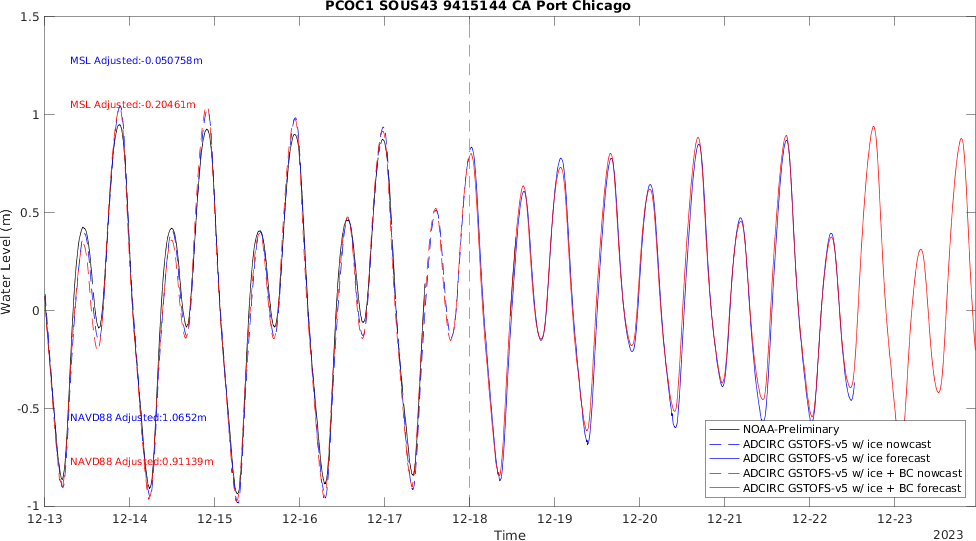 PCOC1 SOUS43 9415144 CA Port Chicago
1.5
MSL Adjusted:-0.050758m
MSL Adjusted:-0.20461m
1
0.5
Water Level (m)
0
-0.5
NAVD88 Adjusted:1.0652m
NAVD88 Adjusted:0.91139m
NOAA-Preliminary
ADCIRC GSTOFS-v5 w/ ice nowcast
ADCIRC GSTOFS-v5 w/ ice forecast
ADCIRC GSTOFS-v5 w/ ice + BC nowcast
ADCIRC GSTOFS-v5 w/ ice + BC forecast
-1
12-13 12-14 12-15 12-16 12-17 12-18 12-19 12-20 12-21 12-22 12-23
Time
2023